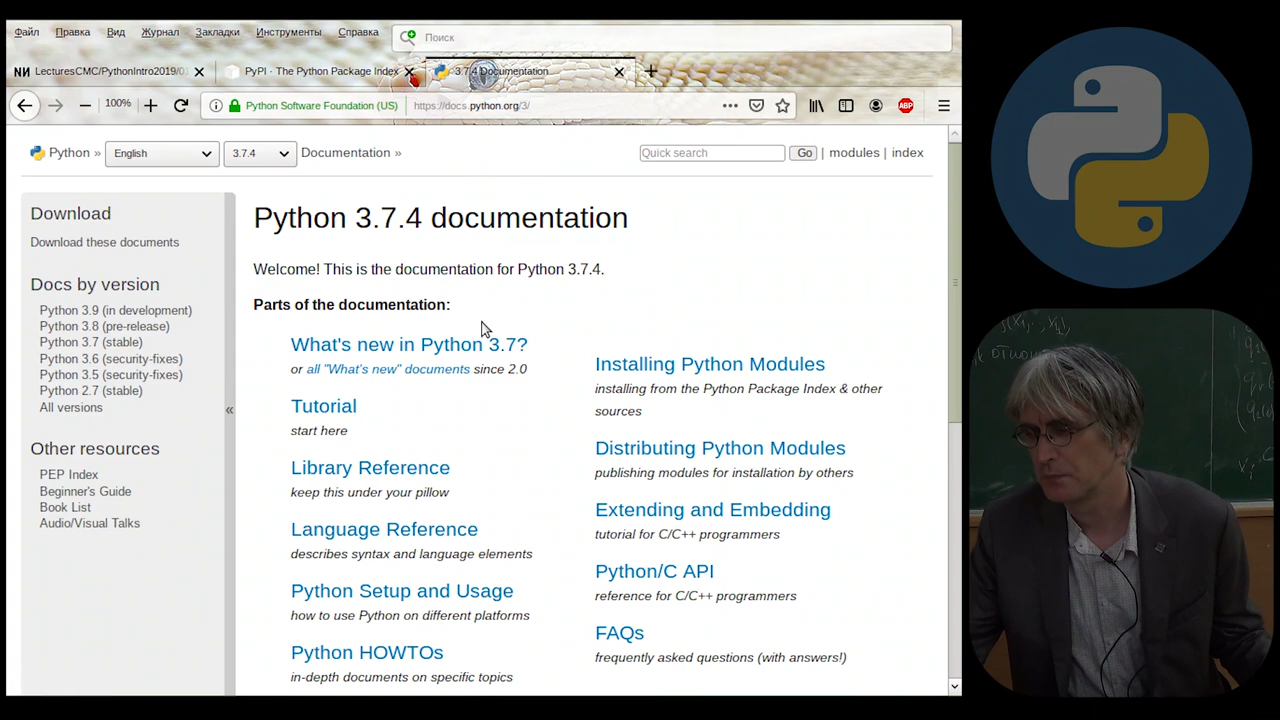 Файл Правка Вид Журнал Закладки Инструменты Справка Поиск
LecturesCMC/PythonIntro2019/0 PyPI · The Python Package Index 3.7.4 Documentation
100% Python Software Foundation (US) https://docs.python.org/3/ ABP
Python » English 3.7.4 Documentation » Quick search Go | modules | index
Download
Download these documents
Docs by version
Python 3.9 (in development)
Python 3.8 (pre-release)
Python 3.7 (stable)
Python 3.6 (security-fixes)
Python 3.5 (security-fixes)
Python 2.7 (stable)
All versions
Other resources
PEP Index
Beginner's Guide
Book List
Audio/Visual Talks
«
Python 3.7.4 documentation
Welcome! This is the documentation for Python 3.7.4.
Parts of the documentation:
What's new in Python 3.7?
or all "What's new" documents since 2.0
Tutorial
start here
Library Reference
keep this under your pillow
Language Reference
describes syntax and language elements
Python Setup and Usage
how to use Python on different platforms
Python HOWTOs
in-depth documents on specific topics
Installing Python Modules
installing from the Python Package Index & other
sources
Distributing Python Modules
publishing modules for installation by others
Extending and Embedding
tutorial for C/C++ programmers
Python/C API
reference for C/C++ programmers
FAQs
frequently asked questions (with answers!)